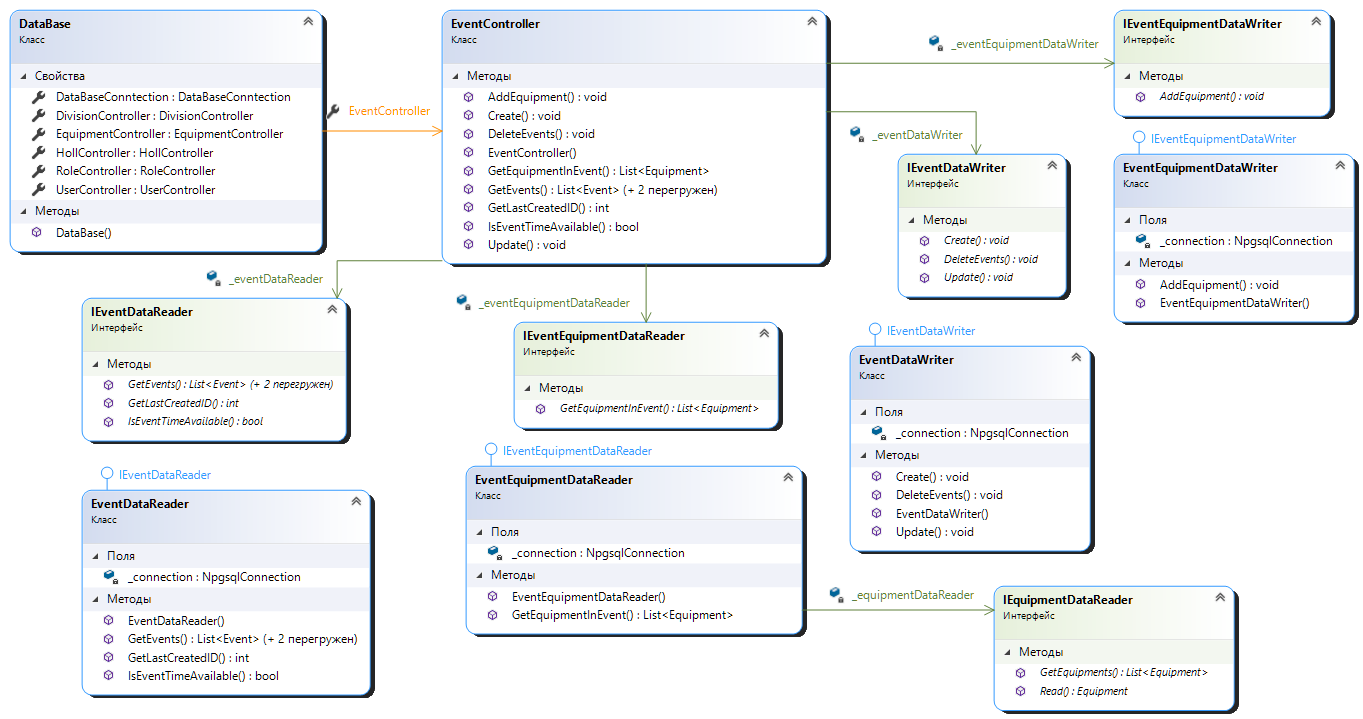 DataBase
Класс
Свойства
DataBaseConntection : DataBaseConntection
DivisionController : DivisionController
EquipmentController : EquipmentController
HollController : HollController
RoleController : RoleController
UserController : UserController
Методы
DataBase()
EventController
EventController
Класс
Методы
AddEquipment() : void
Create() : void
DeleteEvents() : void
EventController()
GetEquipmentInEvent() : List<Equipment>
GetEvents() : List<Event> (+ 2 перегружен)
GetLastCreatedID() : int
IsEventTimeAvailable() : bool
Update() : void
_eventEquipmentDataWriter
IEventEquipmentDataWriter
Интерфейс
Методы
AddEquipment() : void
_eventDataWriter
IEventDataWriter
Интерфейс
Методы
Create() : void
DeleteEvents() : void
Update() : void
IEventEquipmentDataWriter
EventEquipmentDataWriter
Класс
Поля
_connection : NpgsqlConnection
Методы
AddEquipment() : void
EventEquipmentDataWriter()
_eventDataReader
IEventDataReader
Интерфейс
Методы
GetEvents() : List<Event> (+ 2 перегружен)
GetLastCreatedID() : int
IsEventTimeAvailable() : bool
_eventEquipmentDataReader
IEventEquipmentDataReader
Интерфейс
Методы
GetEquipmentInEvent() : List<Equipment>
IEventDataWriter
EventDataWriter
Класс
Поля
_connection : NpgsqlConnection
Методы
Create() : void
DeleteEvents() : void
EventDataWriter()
Update() : void
IEventDataReader
EventDataReader
Класс
Поля
_connection : NpgsqlConnection
Методы
EventDataReader()
GetEvents() : List<Event> (+ 2 перегружен)
GetLastCreatedID() : int
IsEventTimeAvailable() : bool
IEventEquipmentDataReader
EventEquipmentDataReader
Класс
Поля
_connection : NpgsqlConnection
Методы
EventEquipmentDataReader()
GetEquipmentInEvent() : List<Equipment>
_equipmentDataReader
IEquipmentDataReader
Интерфейс
Методы
GetEquipments() : List<Equipment>
Read() : Equipment